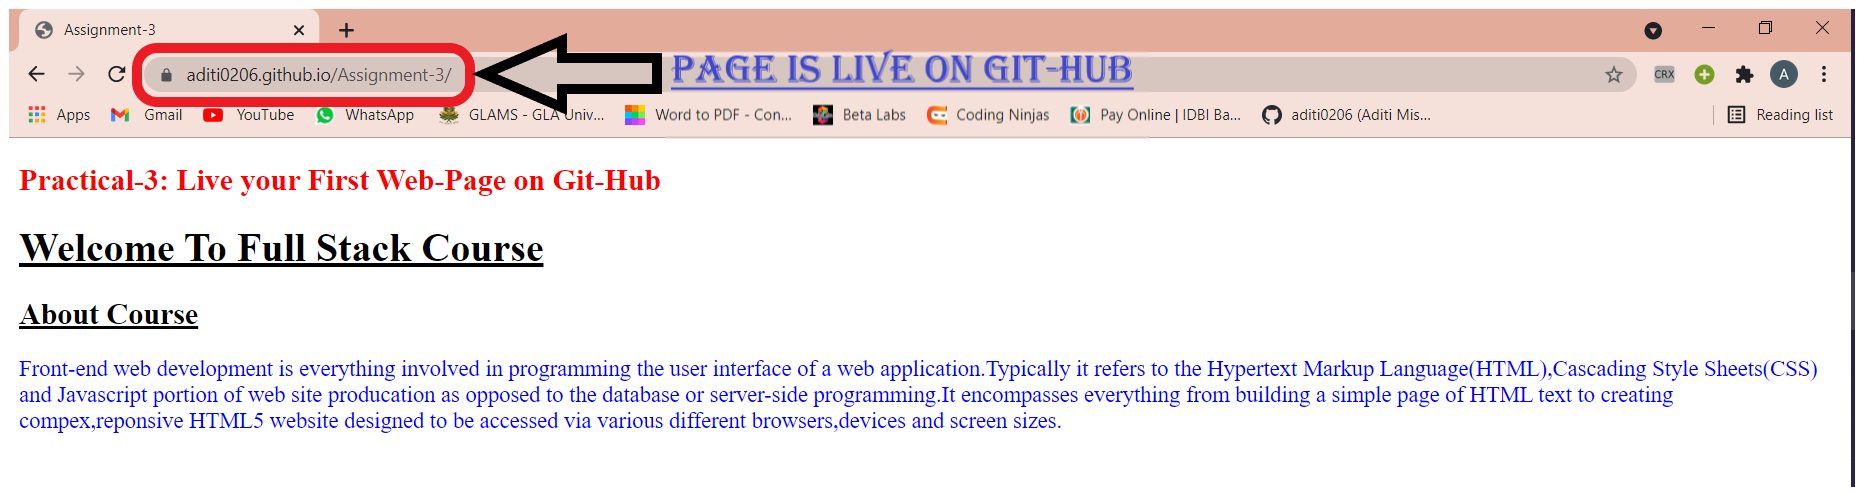 Assignment-3
aditi0206.github.io/Assignment-3/
PAGE IS LIVE ON GIT-HUB
CRX
A
Apps Gmail YouTube WhatsApp GLAMS - GLA Univ... Word to PDF - Con... Beta Labs Coding Ninjas Pay Online | IDBI Ba... aditi0206 (Aditi Mis... Reading list
Practical-3: Live your First Web-Page on Git-Hub
Welcome To Full Stack Course
About Course
Front-end web development is everything involved in programming the user interface of a web application.Typically it refers to the Hypertext Markup Language(HTML),Cascading Style Sheets(CSS)
and Javascript portion of web site producation as opposed to the database or server-side programming.It encompasses everything from building a simple page of HTML text to creating
compex,reponsive HTML5 website designed to be accessed via various different browsers,devices and screen sizes.